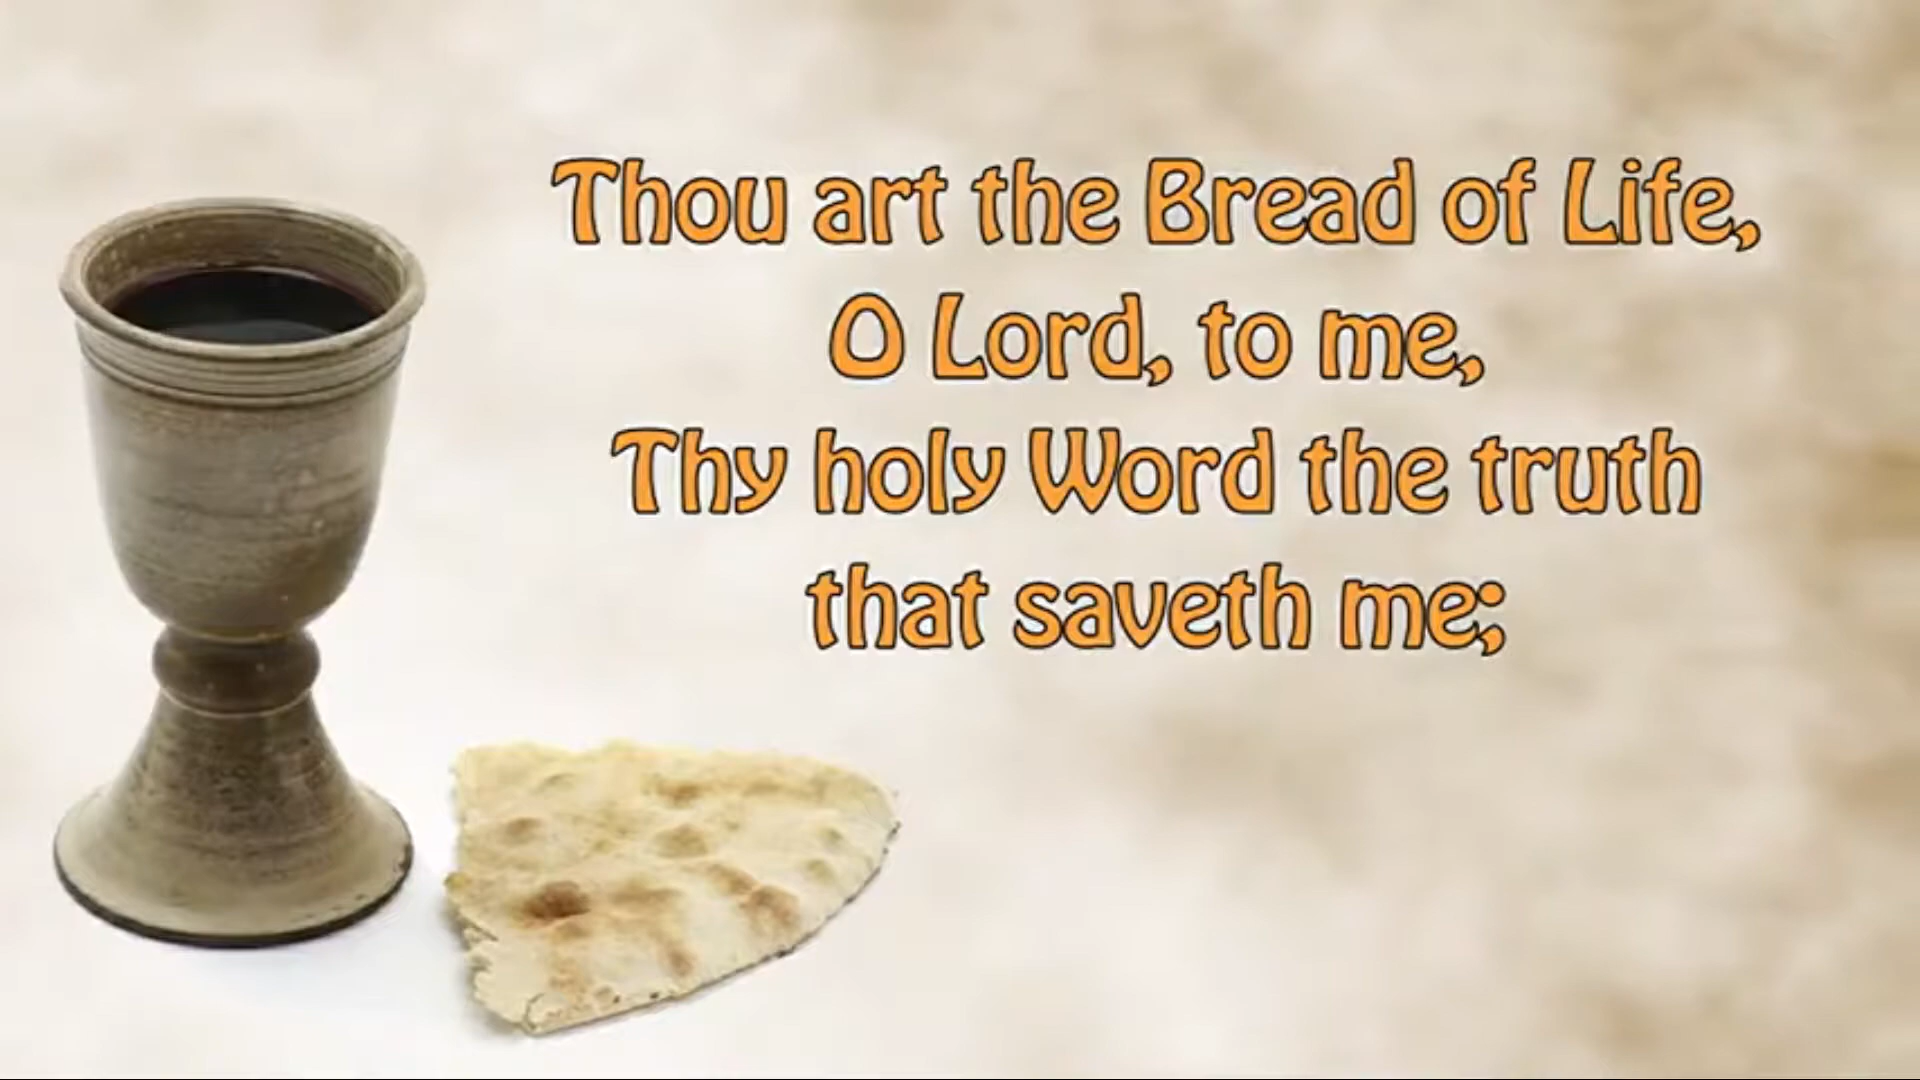 Thou art the Bread of Life,
O Lord, to me,
Thy holy Word the truth
that saveth me;